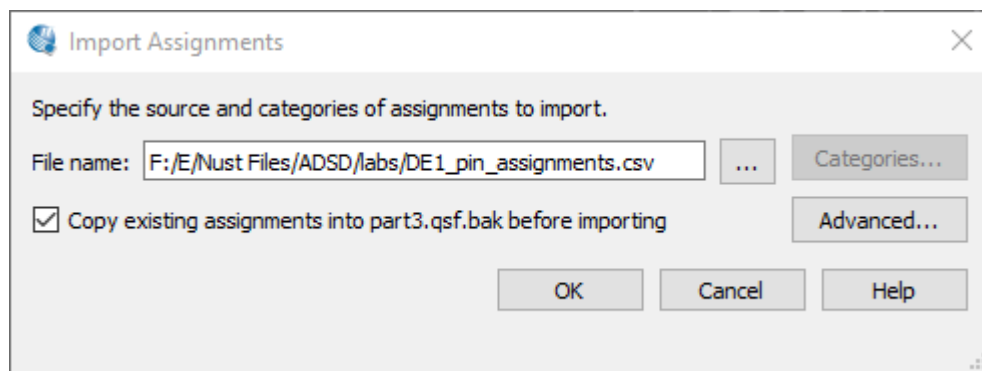 Import Assignments
Specify the source and categories of assignments to import.
File name: F:/E/Nust Files/ADSD/labs/DE1_pin_assignments.csv ... Categories...
Copy existing assignments into part3.qsf.bak before importing Advanced...
OK Cancel Help